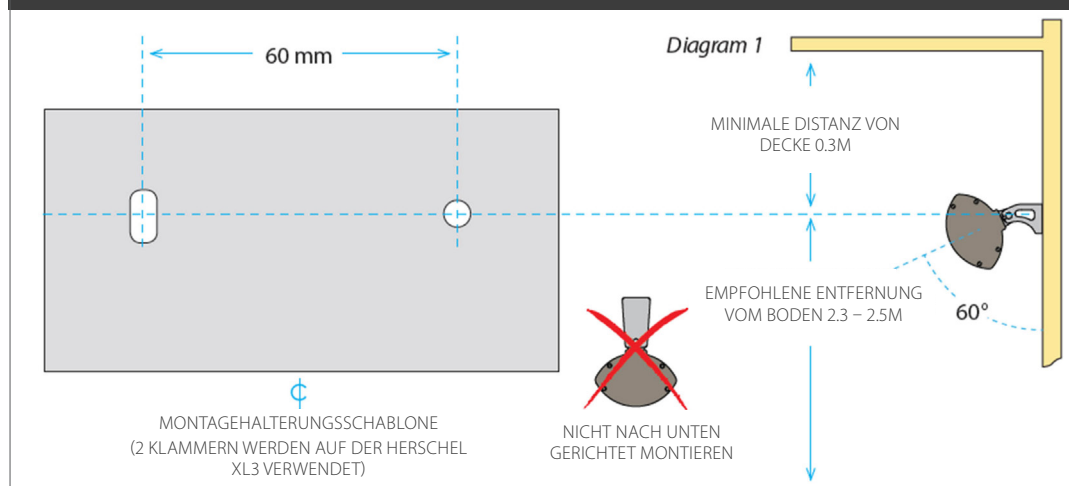 60 mm
Diagram 1
MINIMALE DISTANZ VON
DECKE 0.3M
EMPFOHLENE ENTFERNUNG
VOM BODEN 2.3 – 2.5M
60°
MONTAGEHALTERUNGSSCHABLONE
(2 KLAMMERN WERDEN AUF DER HERSCHEL
XL3 VERWENDET)
NICHT NACH UNTEN
GERICHTET MONTIEREN